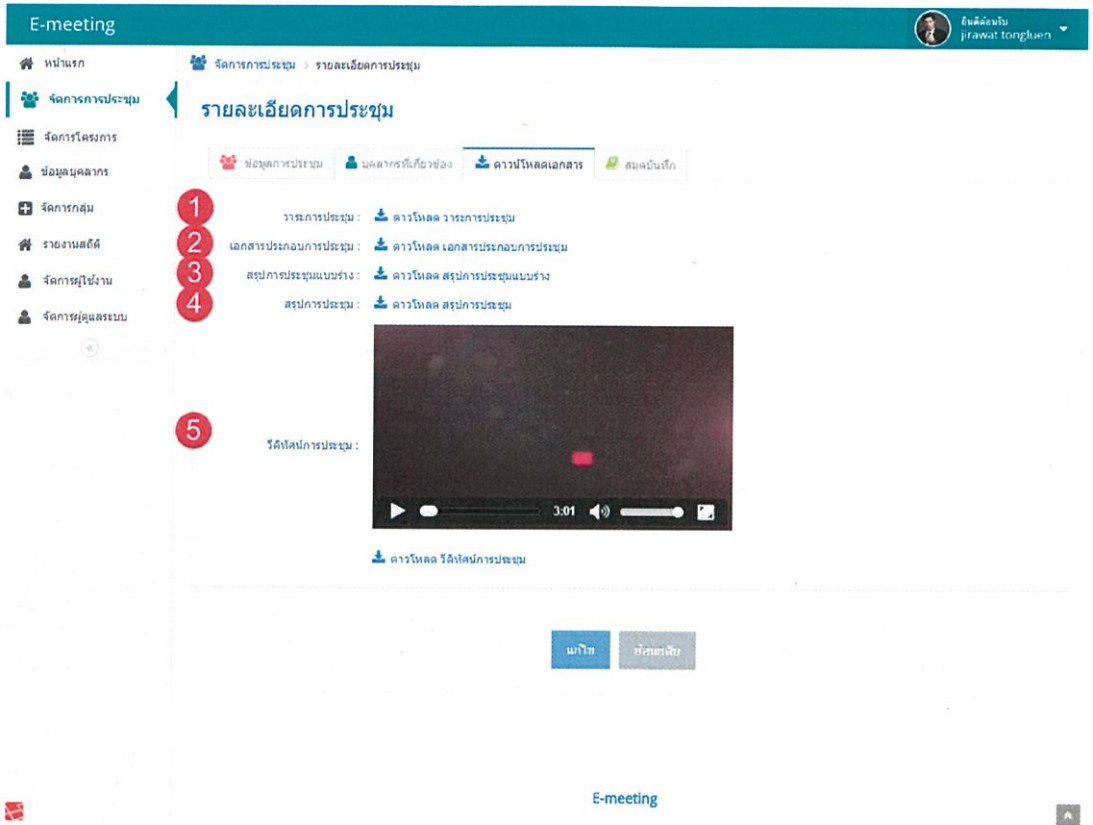 E-meeting
ยินดีต้อนรับ
jirawat tongluen
หน้าแรก
จัดการการประชุม
จัดการโครงการ
ข้อมูลบุคลากร
จัดการกลุ่ม
รายงานสถิติ
จัดการผู้ใช้งาน
จัดการผู้ดูแลระบบ
จัดการการประชุม > รายละเอียดการประชุม
รายละเอียดการประชุม
ข้อมูลการประชุม บุคลากรที่เกี่ยวข้อง ดาวน์โหลดเอกสาร สมุดบันทึก
1 วาระการประชุม : ดาวโหลด วาระการประชุม
2 เอกสารประกอบการประชุม : ดาวโหลด เอกสารประกอบการประชุม
3 สรุปการประชุมแบบร่าง : ดาวโหลด สรุปการประชุมแบบร่าง
4 สรุปการประชุม : ดาวโหลด สรุปการประชุม
5 วีดิทัศน์การประชุม :
3:01
ดาวโหลด วีดิทัศน์การประชุม
แก้ไข ย้อนกลับ
E-meeting